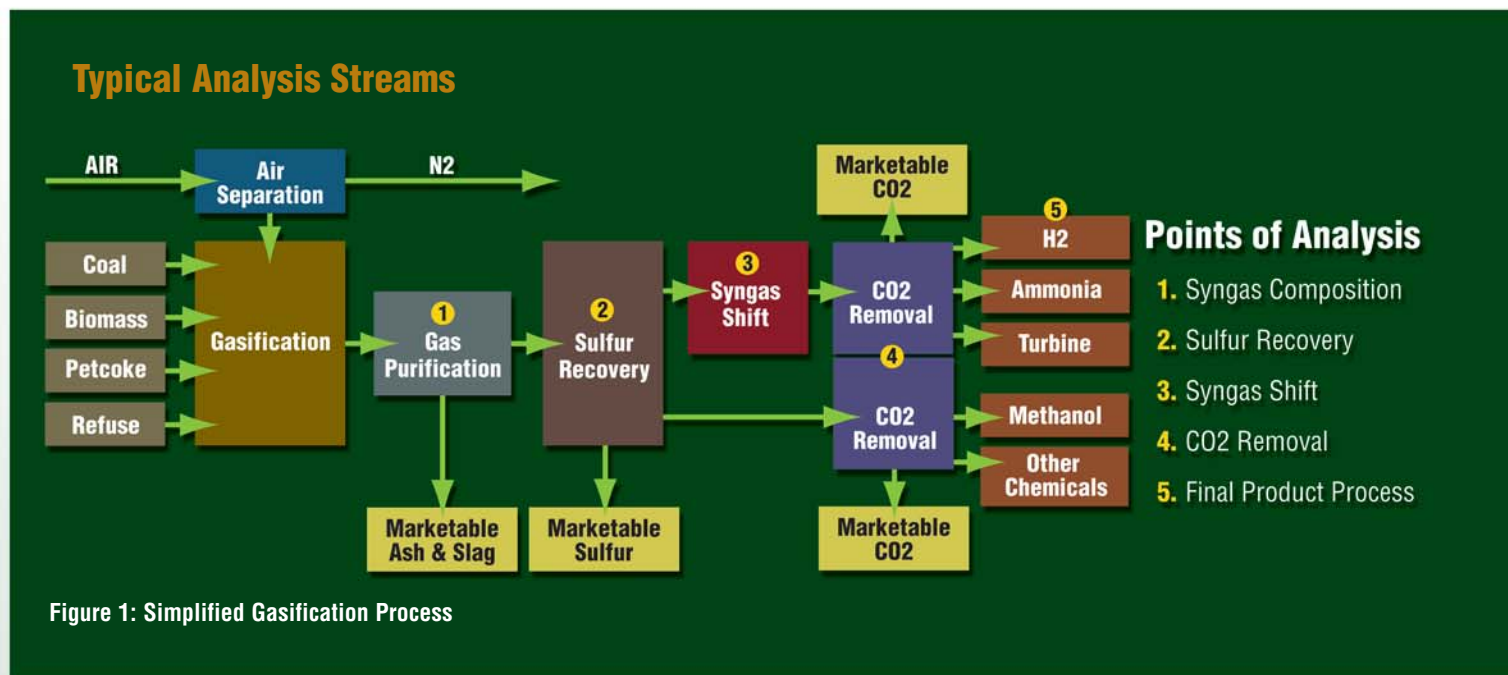 Typical Analysis Streams
AIR
Air
Separation
N2
Coal
Biomass
Petcoke
Refuse
Gasification
1
Gas
Purification
2
Sulfur
Recovery
3
Syngas
Shift
CO2
Removal
4
CO2
Removal
Marketable
CO2
5
H2
Ammonia
Turbine
Methanol
Other
Chemicals
Marketable
Ash & Slag
Marketable
Sulfur
Marketable
CO2
Points of Analysis
1. Syngas Composition
2. Sulfur Recovery
3. Syngas Shift
4. CO2 Removal
5. Final Product Process
Figure 1: Simplified Gasification Process